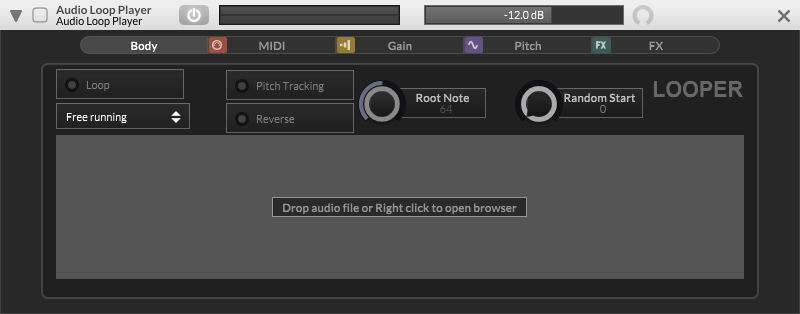 Audio Loop Player
Audio Loop Player
-12.0 dB
Body
MIDI
Gain
Pitch
FX
FX
Loop
Pitch Tracking
Root Note
64
Random Start
0
LOOPER
Free running
Reverse
Drop audio file or Right click to open browser